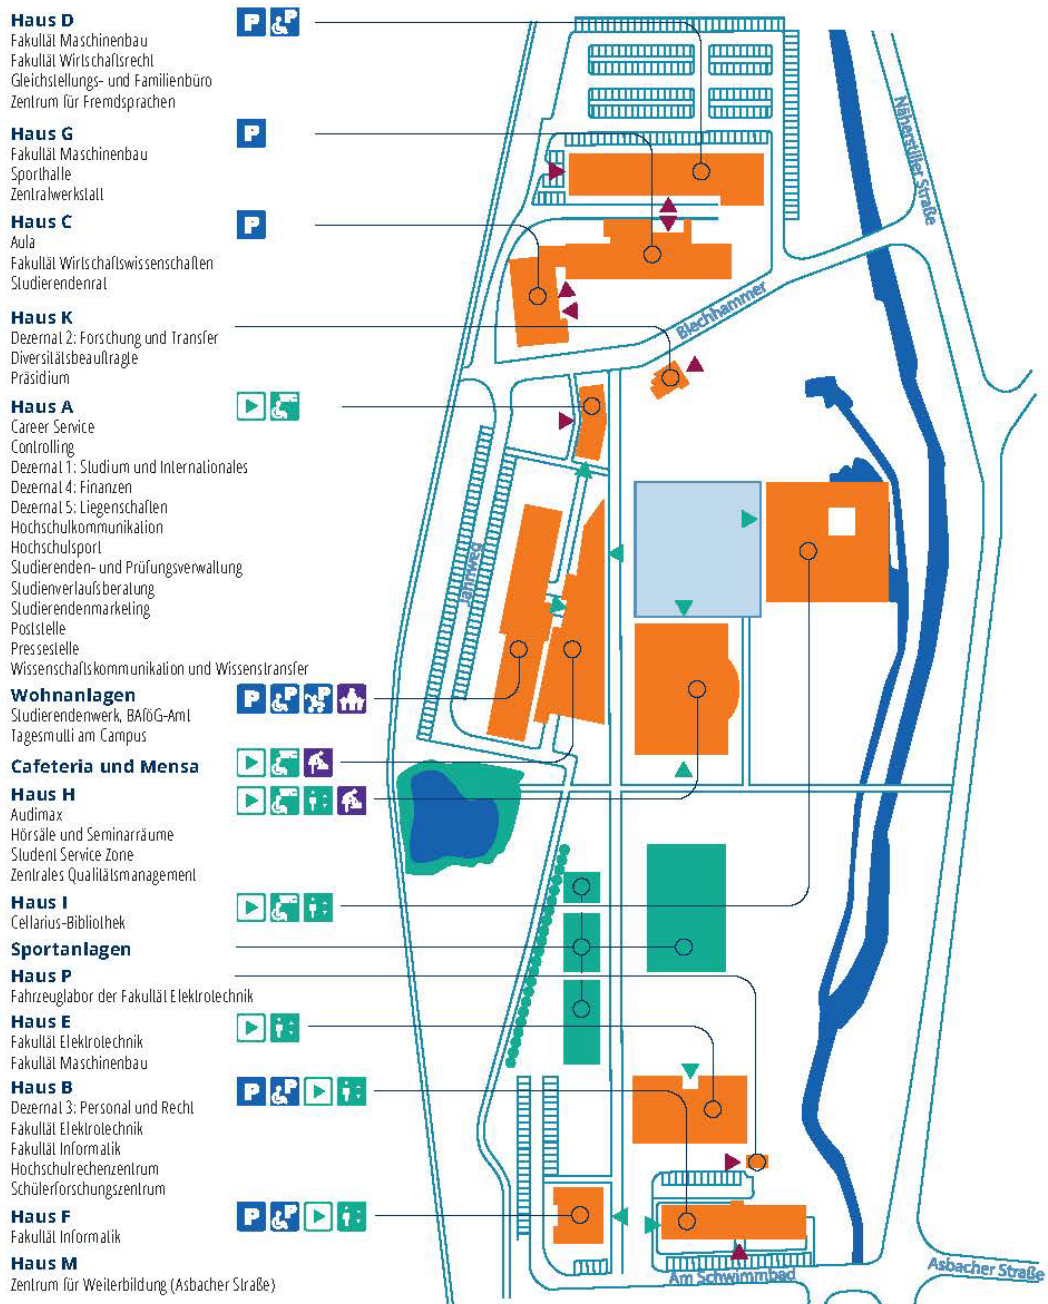 Haus D
Fakultät Maschinenbau
Fakultät Wirtschaftsrecht
Gleichstellungs- und Familienbüro
Zentrum für Fremdsprachen
P
P
Haus G
Fakultät Maschinenbau
Sporthalle
Zentralwerkstatt
P
Haus C
Aula
Fakultät Wirtschaftswissenschaften
Studierendenrat
P
Haus K
Dezernat 2: Forschung und Transfer
Diversitätsbeauftragte
Präsidium
Haus A
Career Service
Controlling
Dezernat 1: Studium und Internationales
Dezernat 4: Finanzen
Dezernat 5: Liegenschaften
Hochschulkommunikation
Hochschulsport
Studierenden- und Prüfungsverwaltung
Studienverlaufsberatung
Studierendenmarketing
Poststelle
Pressestelle
Wissenschaftskommunikation und Wissenstransfer
Wohnanlagen
Studierendenwerk, BAföG-Amt
Tagesmutti am Campus
P
P
P
Cafeteria und Mensa
Haus H
Audimax
Hörsäle und Seminarräume
Student Service Zone
Zentrales Qualitätsmanagement
Haus I
Cellarius-Bibliothek
Sportanlagen
Haus P
Fahrzeuglabor der Fakultät Elektrotechnik
Haus E
Fakultät Elektrotechnik
Fakultät Maschinenbau
Haus B
Dezernat 3: Personal und Recht
Fakultät Elektrotechnik
Fakultät Informatik
Hochschulrechenzentrum
Schülerforschungszentrum
P
P
Haus F
Fakultät Informatik
P
P
Haus M
Zentrum für Weiterbildung (Asbacher Straße)
Näherstiller Straße
Blechhammer
Jahnweg
Am Schwimmbad
Asbacher Straße